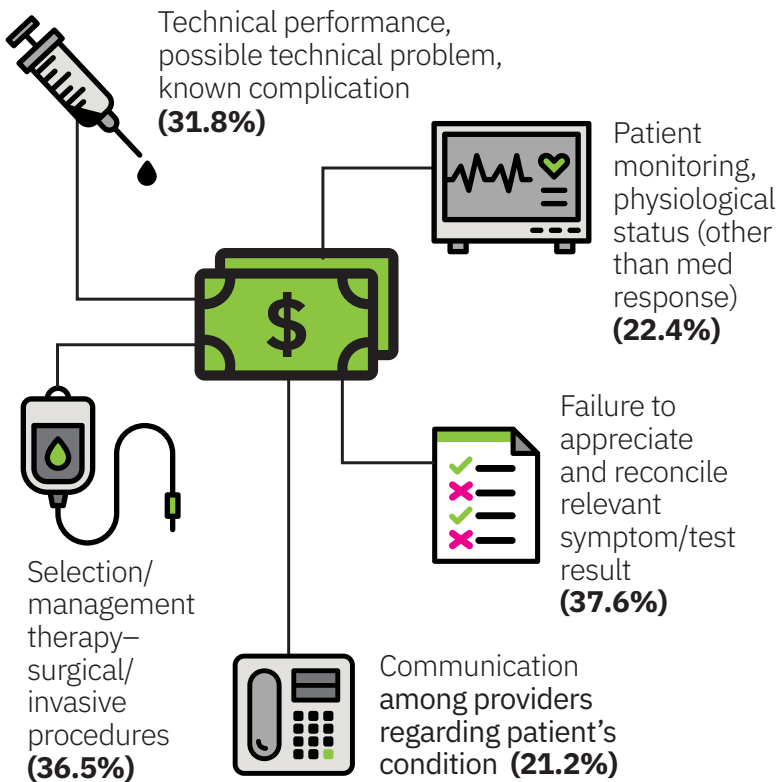 Technical performance,
possible technical problem,
known complication
(31.8%)
Patient
monitoring,
physiological
status (other
than med
response)
(22.4%)
$
Failure to
appreciate
and reconcile
relevant
symptom/test
result
(37.6%)
Selection/
management
therapy–
surgical/
invasive
procedures
(36.5%)
Communication
among providers
regarding patient’s
condition (21.2%)